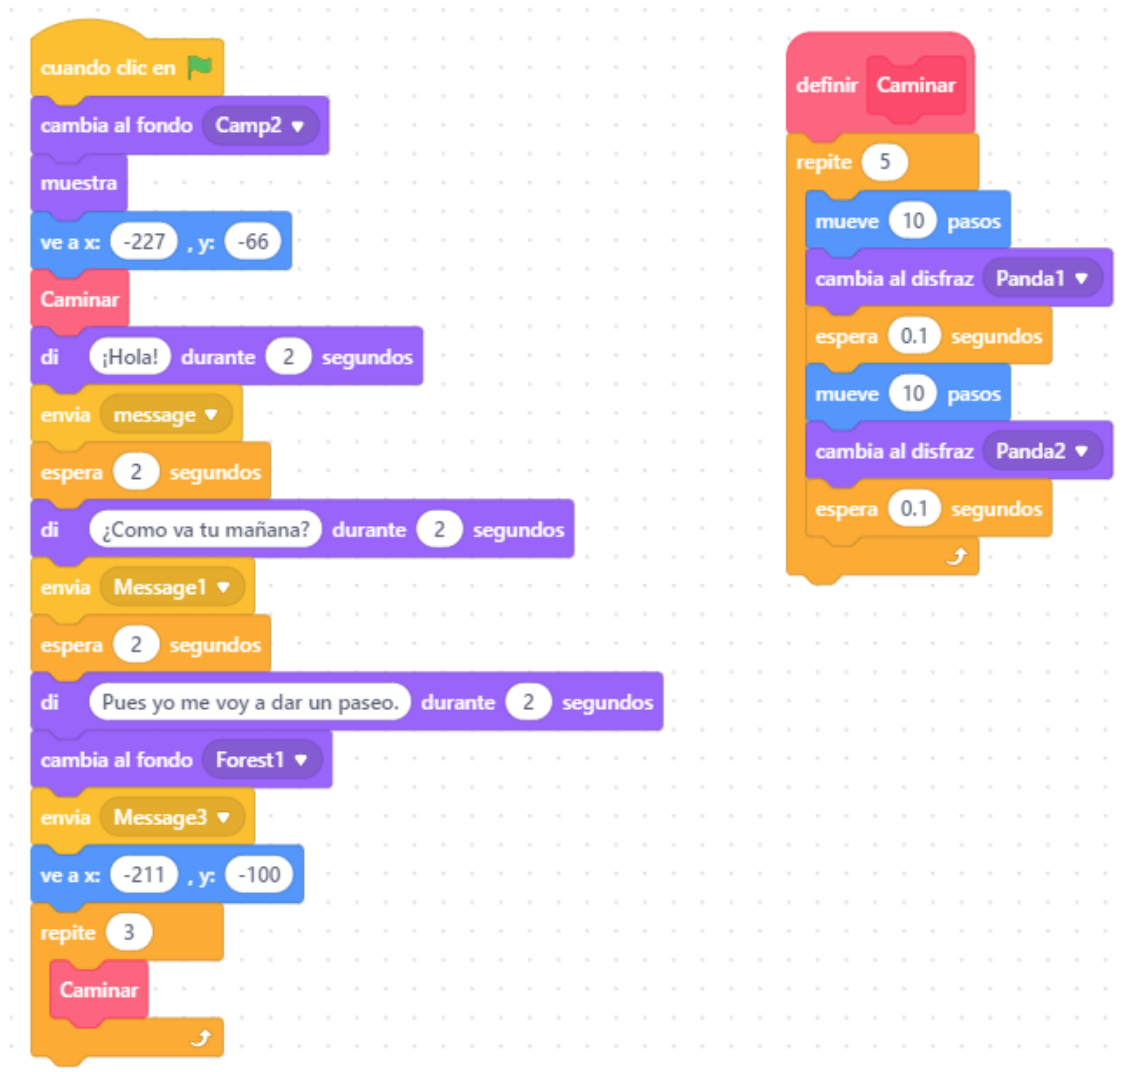 cuando clic en
cambia al fondo Camp2
muestra
ve a x: -227 , y: -66
Caminar
di ¡Hola! durante 2 segundos
envia message
espera 2 segundos
di ¿Como va tu mañana? durante 2 segundos
envia Message1
espera 2 segundos
di Pues yo me voy a dar un paseo. durante 2 segundos
cambia al fondo Forest1
envia Message3
ve a x: -211 , y: -100
repite 3
Caminar
definir Caminar
repite 5
mueve 10 pasos
cambia al disfraz Panda1
espera 0.1 segundos
mueve 10 pasos
cambia al disfraz Panda2
espera 0.1 segundos